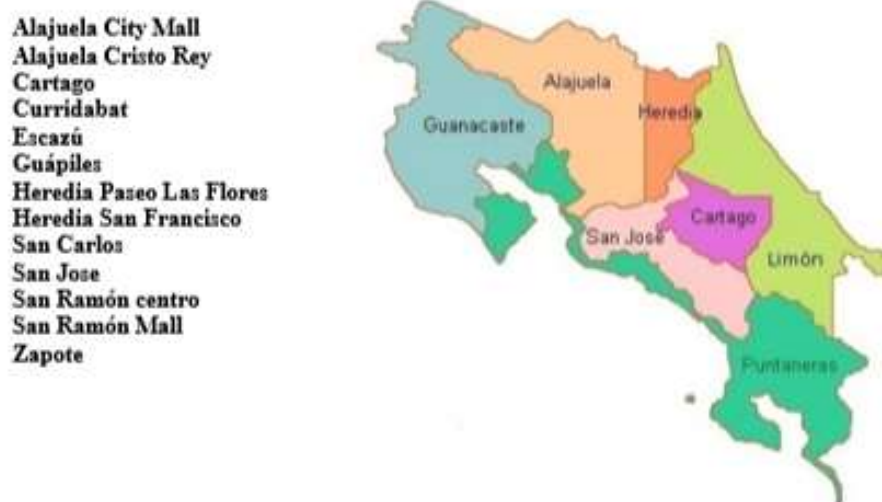 Alajuela City Mall
Alajuela Cristo Rey
Cartago
Curridabat
Escazú
Guápiles
Heredia Paseo Las Flores
Heredia San Francisco
San Carlos
San Jose
San Ramón centro
San Ramón Mall
Zapote
Alajuela
Heredia
Guanacaste
Cartago
San José
Limón
Puntaneras